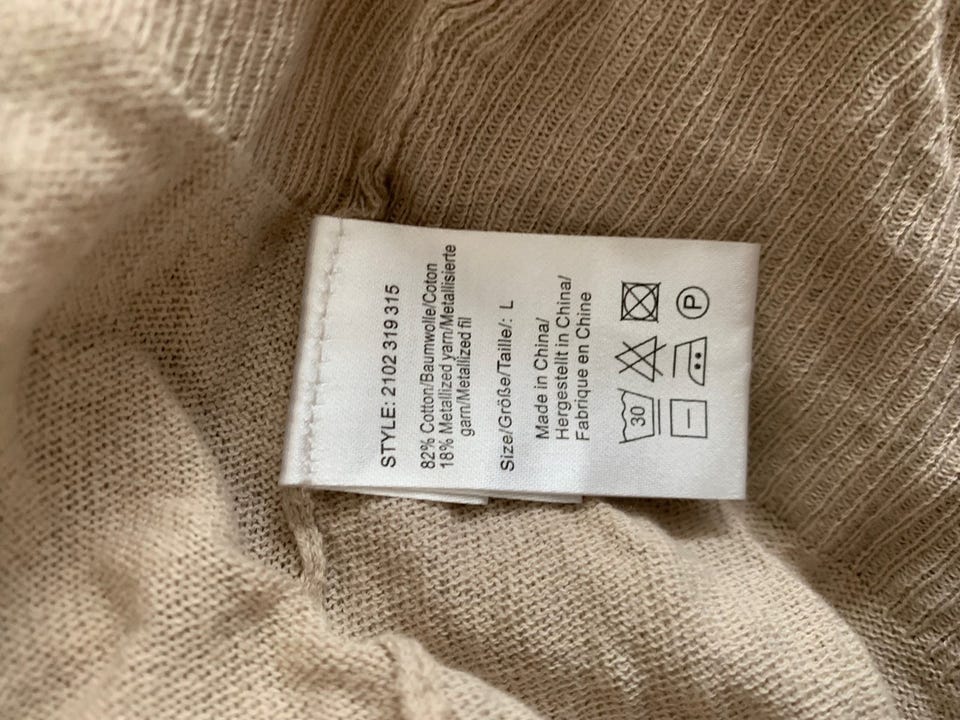 STYLE: 2102 319 315
82% Cotton/Baumwolle/Coton
18% Metallized yarn/Metallisierte
garn/Metallized fil
Size/Größe/Taille/: L
Made in China/
Hergestellt in China/
Fabrique en Chine
30
P